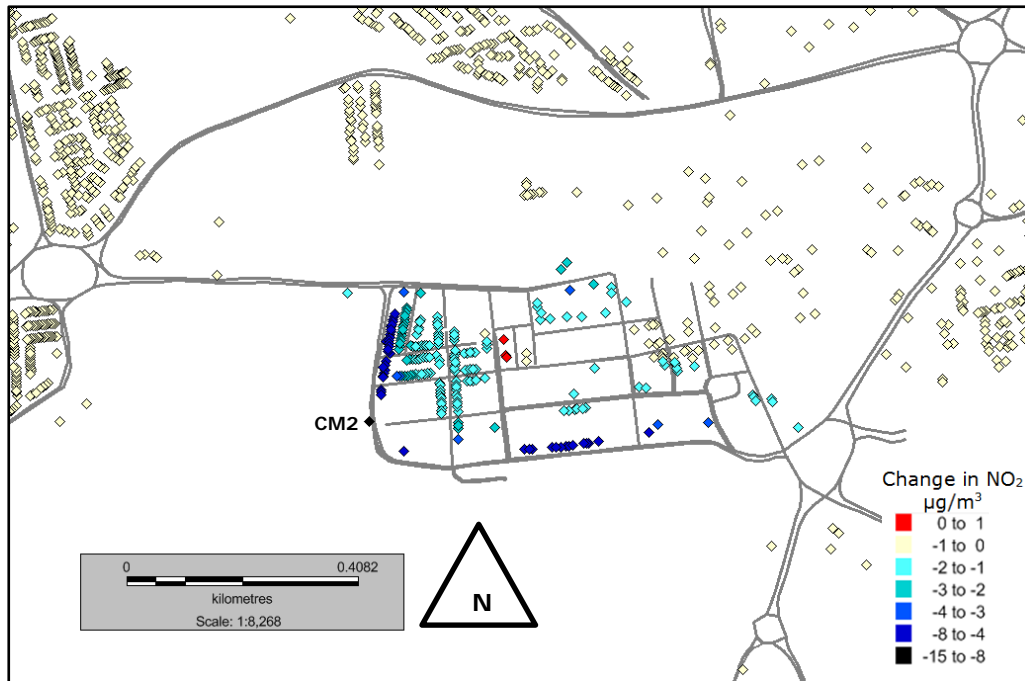 CM2
Change in NO₂
µg/m³
0 to 1
-1 to 0
-2 to -1
-3 to -2
-4 to -3
-8 to -4
-15 to -8
0 0.4082
kilometres
Scale: 1:8,268
N